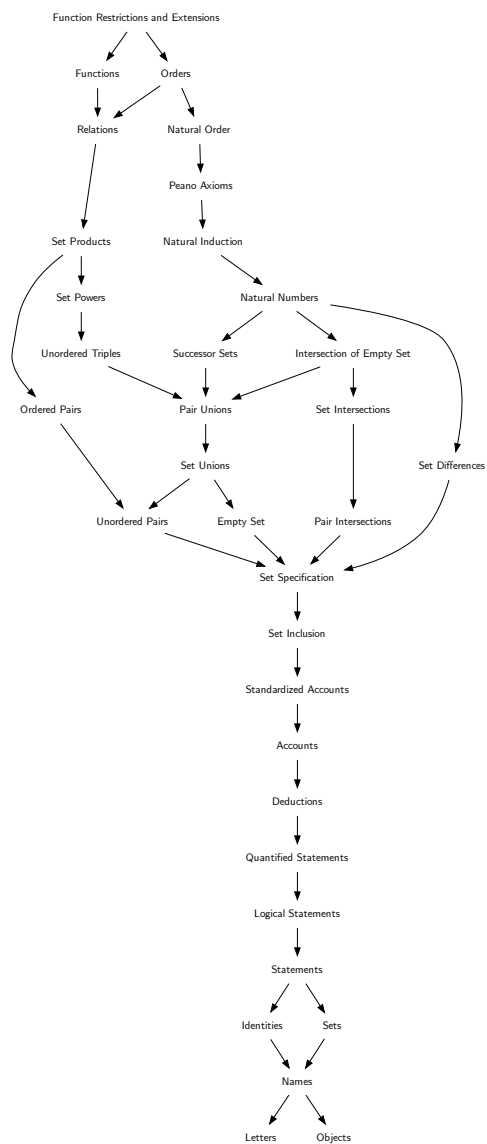 Function Restrictions and Extensions
Functions
Orders
Relations
Natural Order
Peano Axioms
Set Products
Natural Induction
Set Powers
Natural Numbers
Unordered Triples
Successor Sets
Intersection of Empty Set
Ordered Pairs
Pair Unions
Set Intersections
Set Unions
Set Differences
Unordered Pairs
Empty Set
Pair Intersections
Set Specification
Set Inclusion
Standardized Accounts
Accounts
Deductions
Quantified Statements
Logical Statements
Statements
Identities
Sets
Names
Letters
Objects